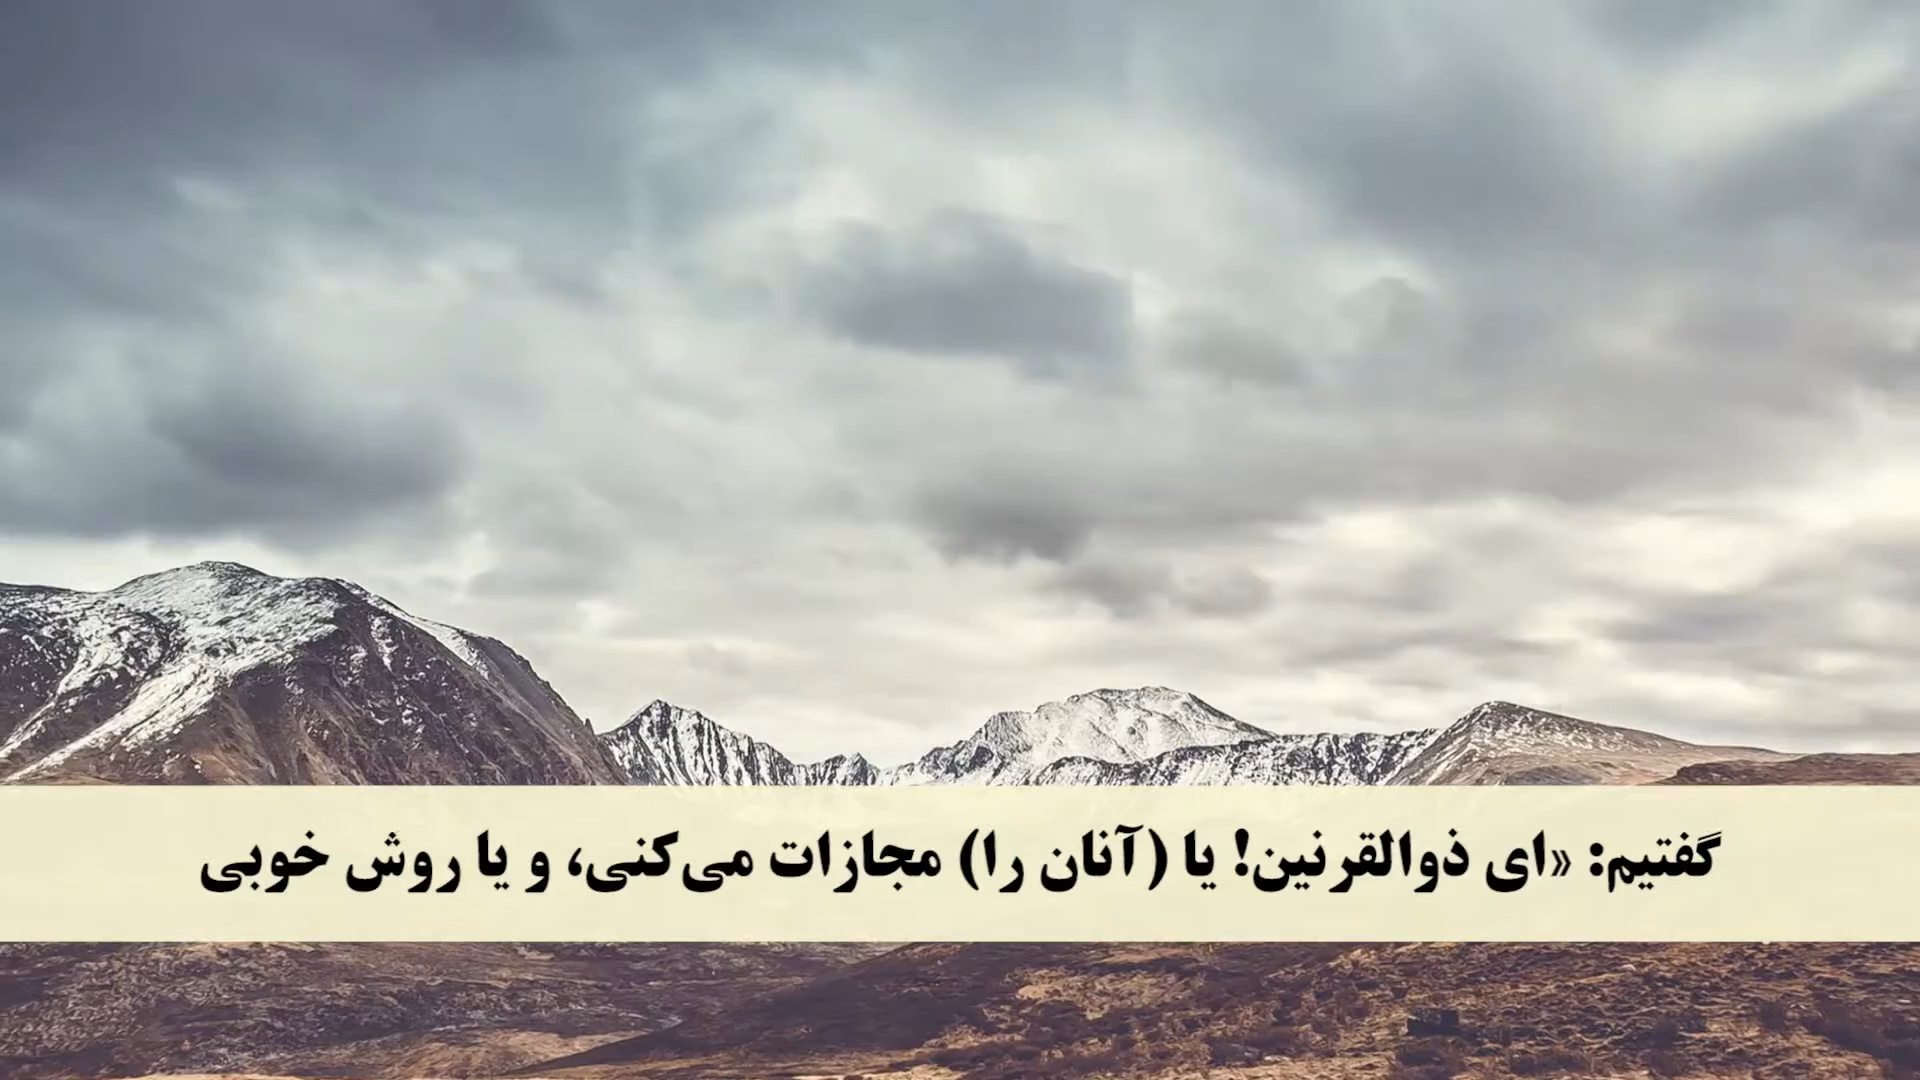 گفتیم: «ای ذوالقرنین! یا (آنان را) مجازات می‌کنی، و یا روش خوبی